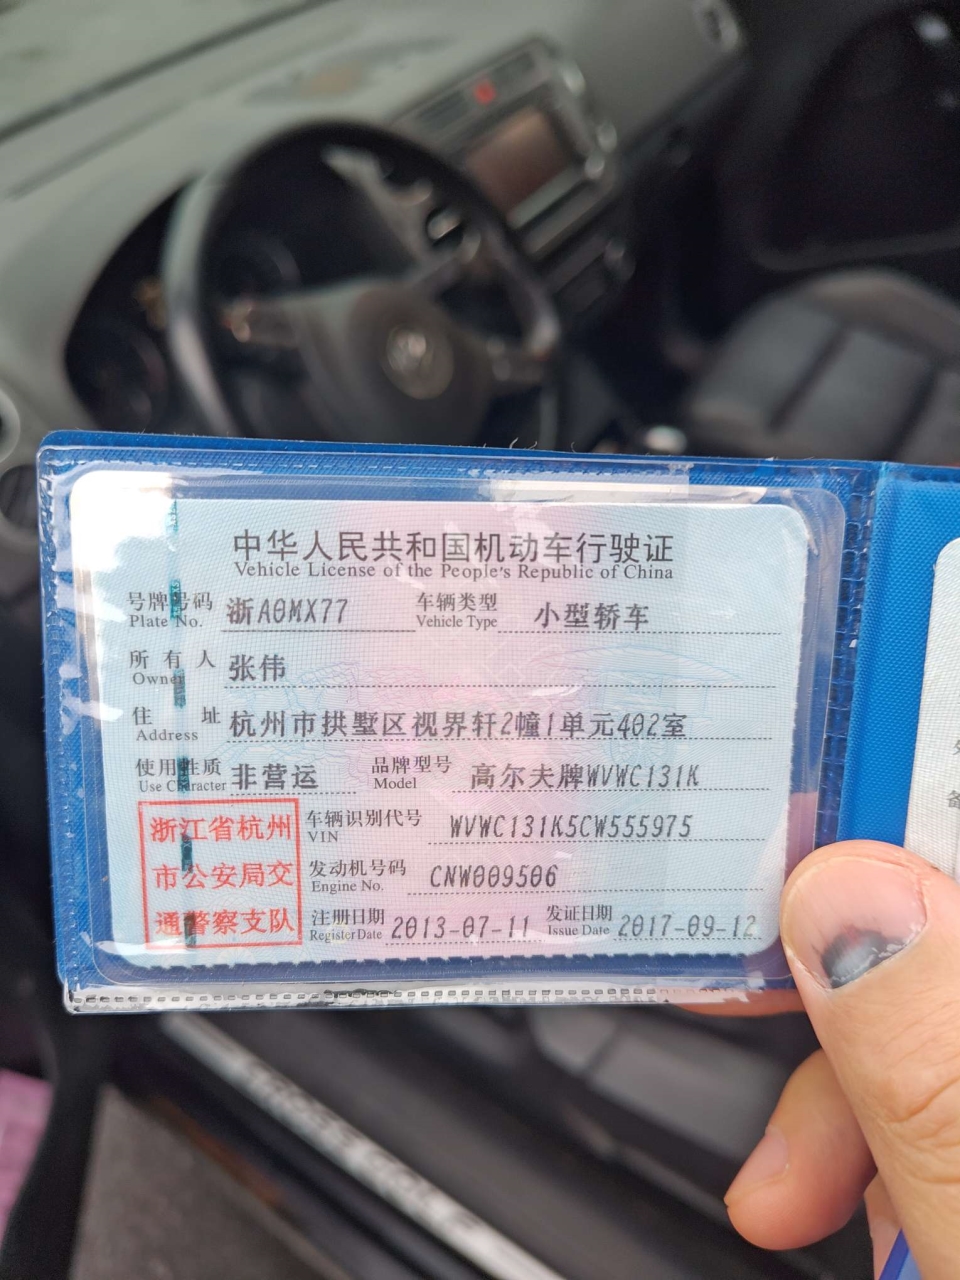 中华人民共和国机动车行驶证
Vehicle License of the People's Republic of China
号牌号码 浙A0MX77 车辆类型 小型轿车
Plate No. Vehicle Type
所有人 张伟
Owner
住址 杭州市拱墅区视界轩2幢1单元402室
Address
使用性质 非营运 品牌型号 高尔夫牌WVWC131K
Use Character Model
浙江省杭州
市公安局交
通警察支队
车辆识别代号 WVWC131K5CW555975
VIN
发动机号码 CNW009506
Engine No.
注册日期 2013-07-11 发证日期 2017-09-12
Register Date Issue Date